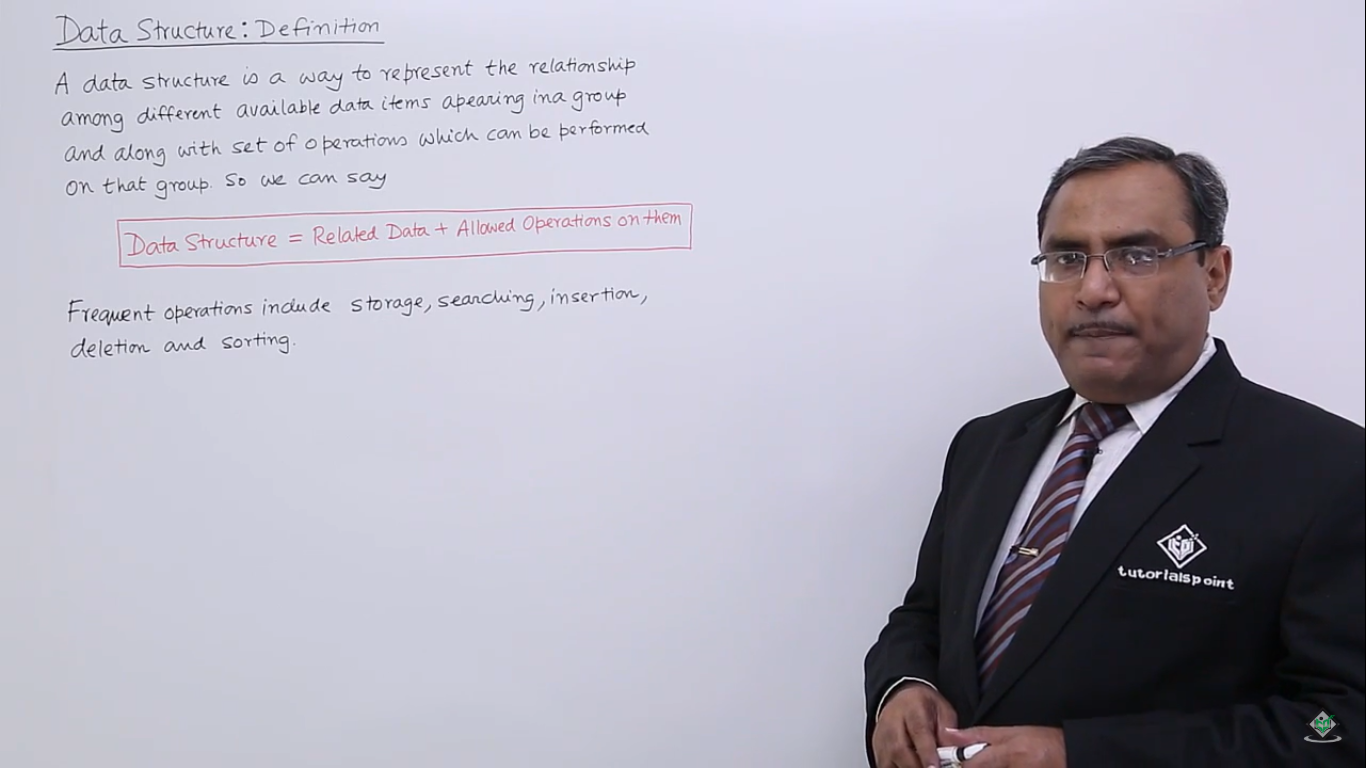 Data Structure: Definition
A data structure is a way to represent the relationship
among different available data items apearing in a group
and along with set of operations which can be performed
on that group. So we can say
Data Structure = Related Data + Allowed Operations on them
Frequent operations include storage, searching, insertion,
deletion and sorting.
tutorialspoint